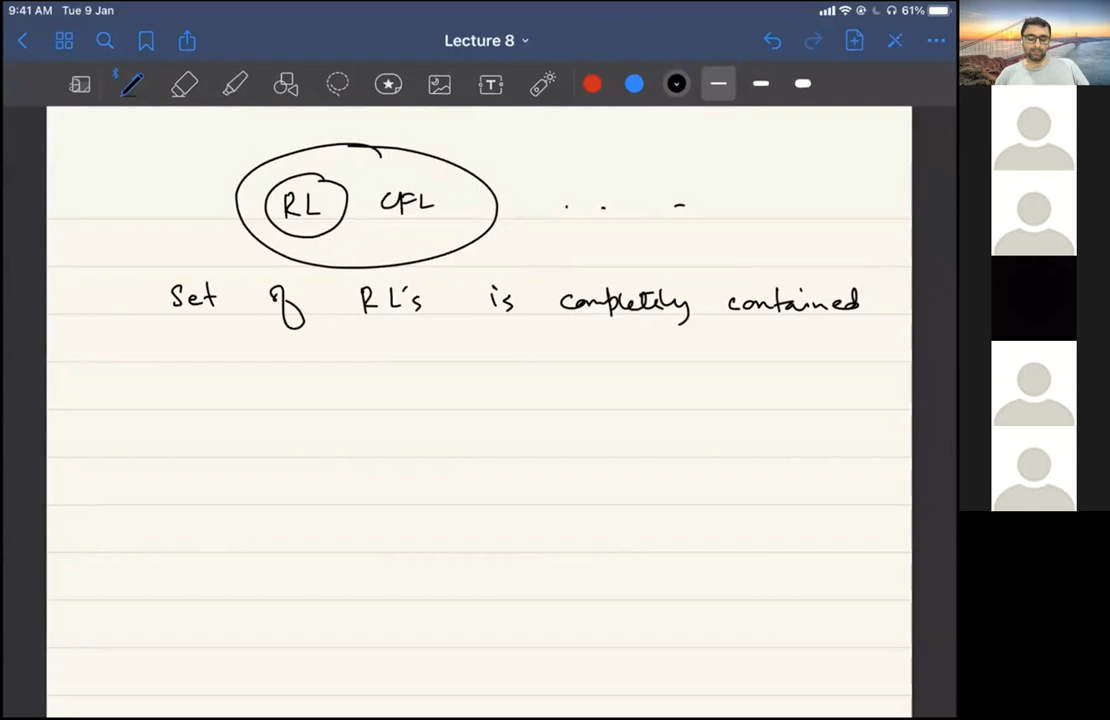 9:41 AM Tue 9 Jan
61%
Lecture 8
T
RL CFL
Set of RL's is completely contained